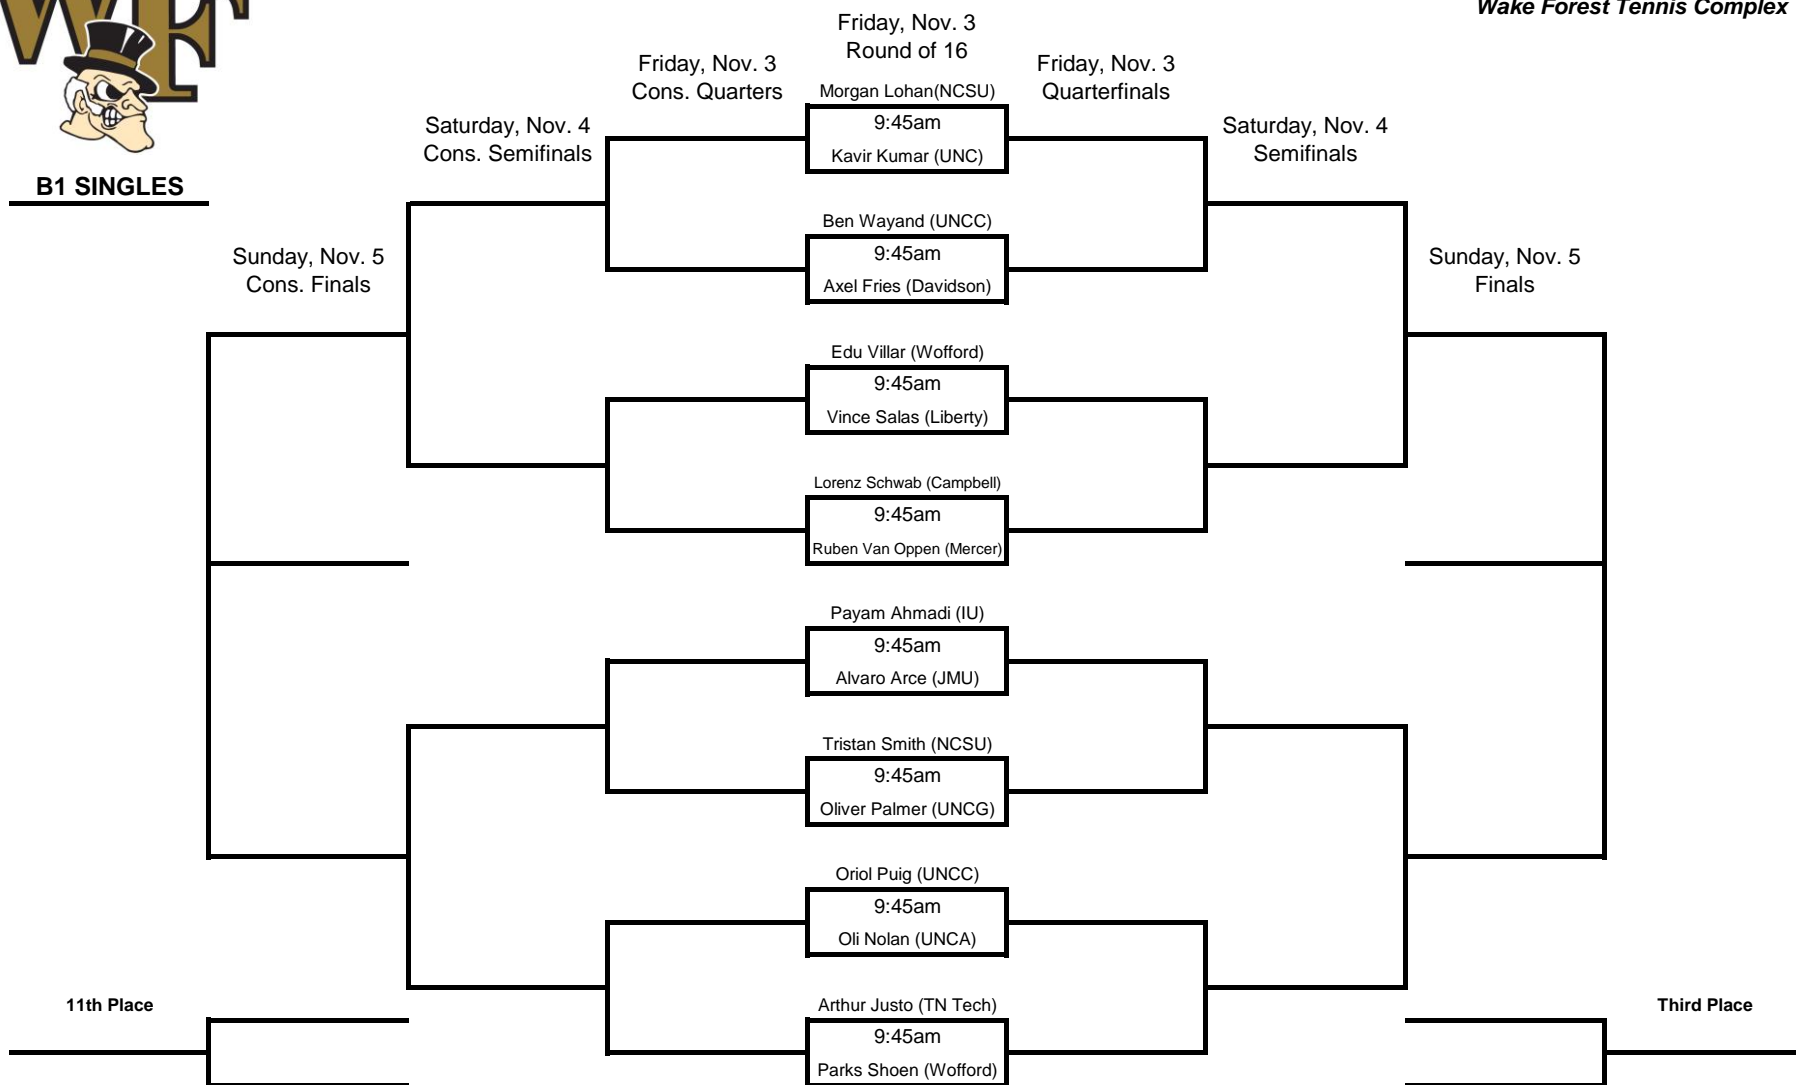 WF
Wake Forest Tennis Complex
Friday, Nov. 3
Round of 16
Friday, Nov. 3
Cons. Quarters
Friday, Nov. 3
Quarterfinals
Saturday, Nov. 4
Cons. Semifinals
Saturday, Nov. 4
Semifinals
B1 SINGLES
Sunday, Nov. 5
Cons. Finals
Sunday, Nov. 5
Finals
Morgan Lohan(NCSU)
9:45am
Kavir Kumar (UNC)
Ben Wayand (UNCC)
9:45am
Axel Fries (Davidson)
Edu Villar (Wofford)
9:45am
Vince Salas (Liberty)
Lorenz Schwab (Campbell)
9:45am
Ruben Van Oppen (Mercer)
Payam Ahmadi (IU)
9:45am
Alvaro Arce (JMU)
Tristan Smith (NCSU)
9:45am
Oliver Palmer (UNCG)
Oriol Puig (UNCC)
9:45am
Oli Nolan (UNCA)
Arthur Justo (TN Tech)
9:45am
Parks Shoen (Wofford)
11th Place
Third Place